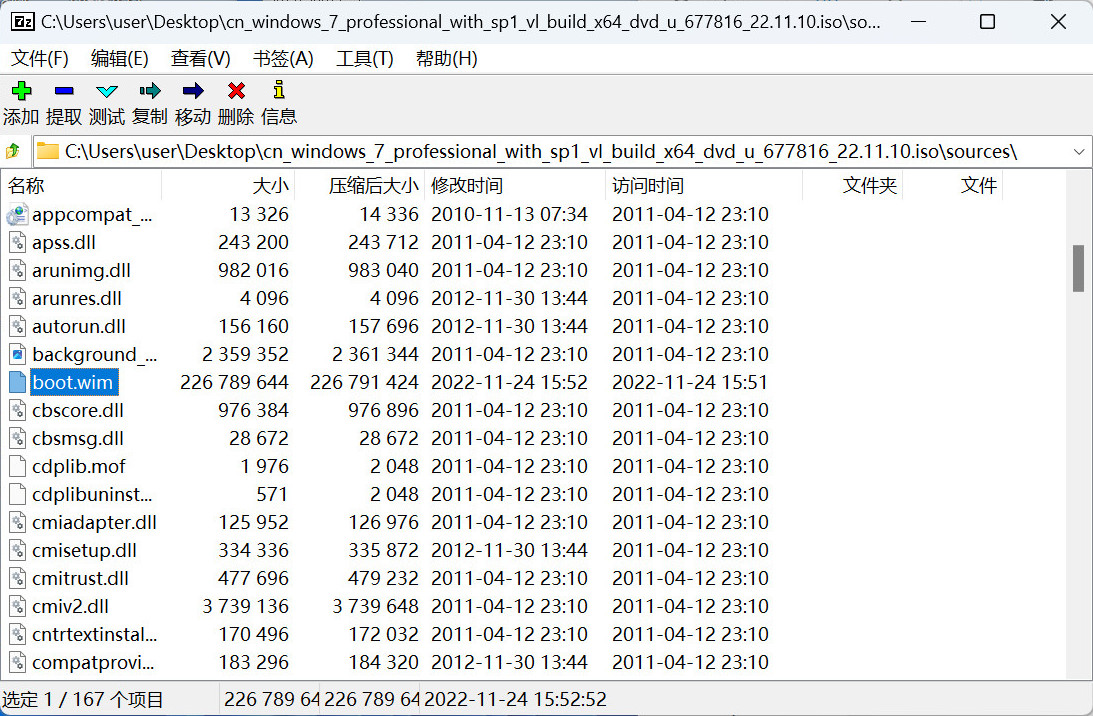 C:\Users\user\Desktop\cn_windows_7_professional_with_sp1_vl_build_x64_dvd_u_677816_22.11.10.iso\so...
文件(F) 编辑(E) 查看(V) 书签(A) 工具(T) 帮助(H)
添加 提取 测试 复制 移动 删除 信息
C:\Users\user\Desktop\cn_windows_7_professional_with_sp1_vl_build_x64_dvd_u_677816_22.11.10.iso\sources\
名称 大小 压缩后大小 修改时间 访问时间 文件夹 文件
appcompat_... 13 326 14 336 2010-11-13 07:34 2011-04-12 23:10
apss.dll 243 200 243 712 2011-04-12 23:10 2011-04-12 23:10
arunimg.dll 982 016 983 040 2011-04-12 23:10 2011-04-12 23:10
arunres.dll 4 096 4 096 2012-11-30 13:44 2011-04-12 23:10
autorun.dll 156 160 157 696 2012-11-30 13:44 2011-04-12 23:10
background_... 2 359 352 2 361 344 2011-04-12 23:10 2011-04-12 23:10
boot.wim 226 789 644 226 791 424 2022-11-24 15:52 2022-11-24 15:51
cbscore.dll 976 384 976 896 2011-04-12 23:10 2011-04-12 23:10
cbsmsg.dll 28 672 28 672 2011-04-12 23:10 2011-04-12 23:10
cdplib.mof 1 976 2 048 2011-04-12 23:10 2011-04-12 23:10
cdplibuninst... 571 2 048 2011-04-12 23:10 2011-04-12 23:10
cmiadapter.dll 125 952 126 976 2011-04-12 23:10 2011-04-12 23:10
cmisetup.dll 334 336 335 872 2012-11-30 13:44 2011-04-12 23:10
cmitrust.dll 477 696 479 232 2011-04-12 23:10 2011-04-12 23:10
cmiv2.dll 3 739 136 3 739 648 2011-04-12 23:10 2011-04-12 23:10
cntrtextinstal... 170 496 172 032 2011-04-12 23:10 2011-04-12 23:10
compatprovi... 183 296 184 320 2012-11-30 13:44 2011-04-12 23:10
选定 1 / 167 个项目 226 789 64 226 789 64 2022-11-24 15:52:52